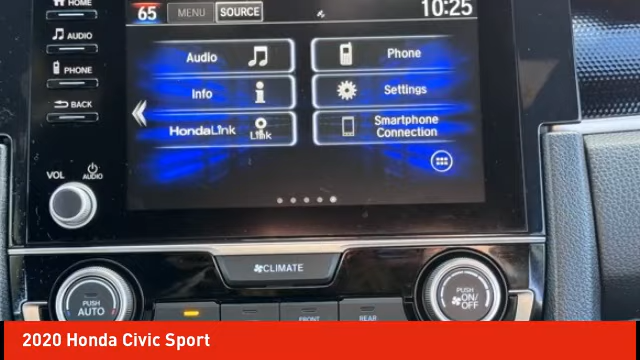 HOME
65 MENU SOURCE 10:25
AUDIO
PHONE
BACK
Audio
Phone
Info
Settings
HondaLink
Link
Smartphone
Connection
VOL
AUDIO
CLIMATE
PUSH
AUTO
FRONT
REAR
PUSH
ON/
OFF
2020 Honda Civic Sport